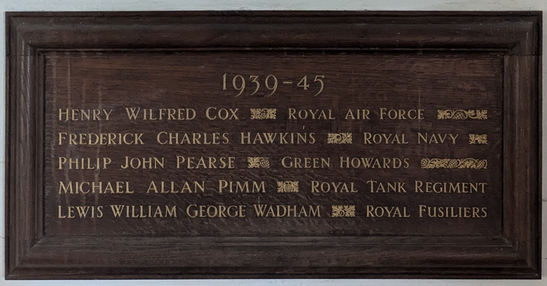 1939-45
HENRY WILFRED COX ROYAL AIR FORCE
FREDERICK CHARLES HAWKINS ROYAL NAVY
PHILIP JOHN PEARSE GREEN HOWARDS
MICHAEL ALLAN PIMM ROYAL TANK REGIMENT
LEWIS WILLIAM GEORGE WADHAM ROYAL FUSILIERS